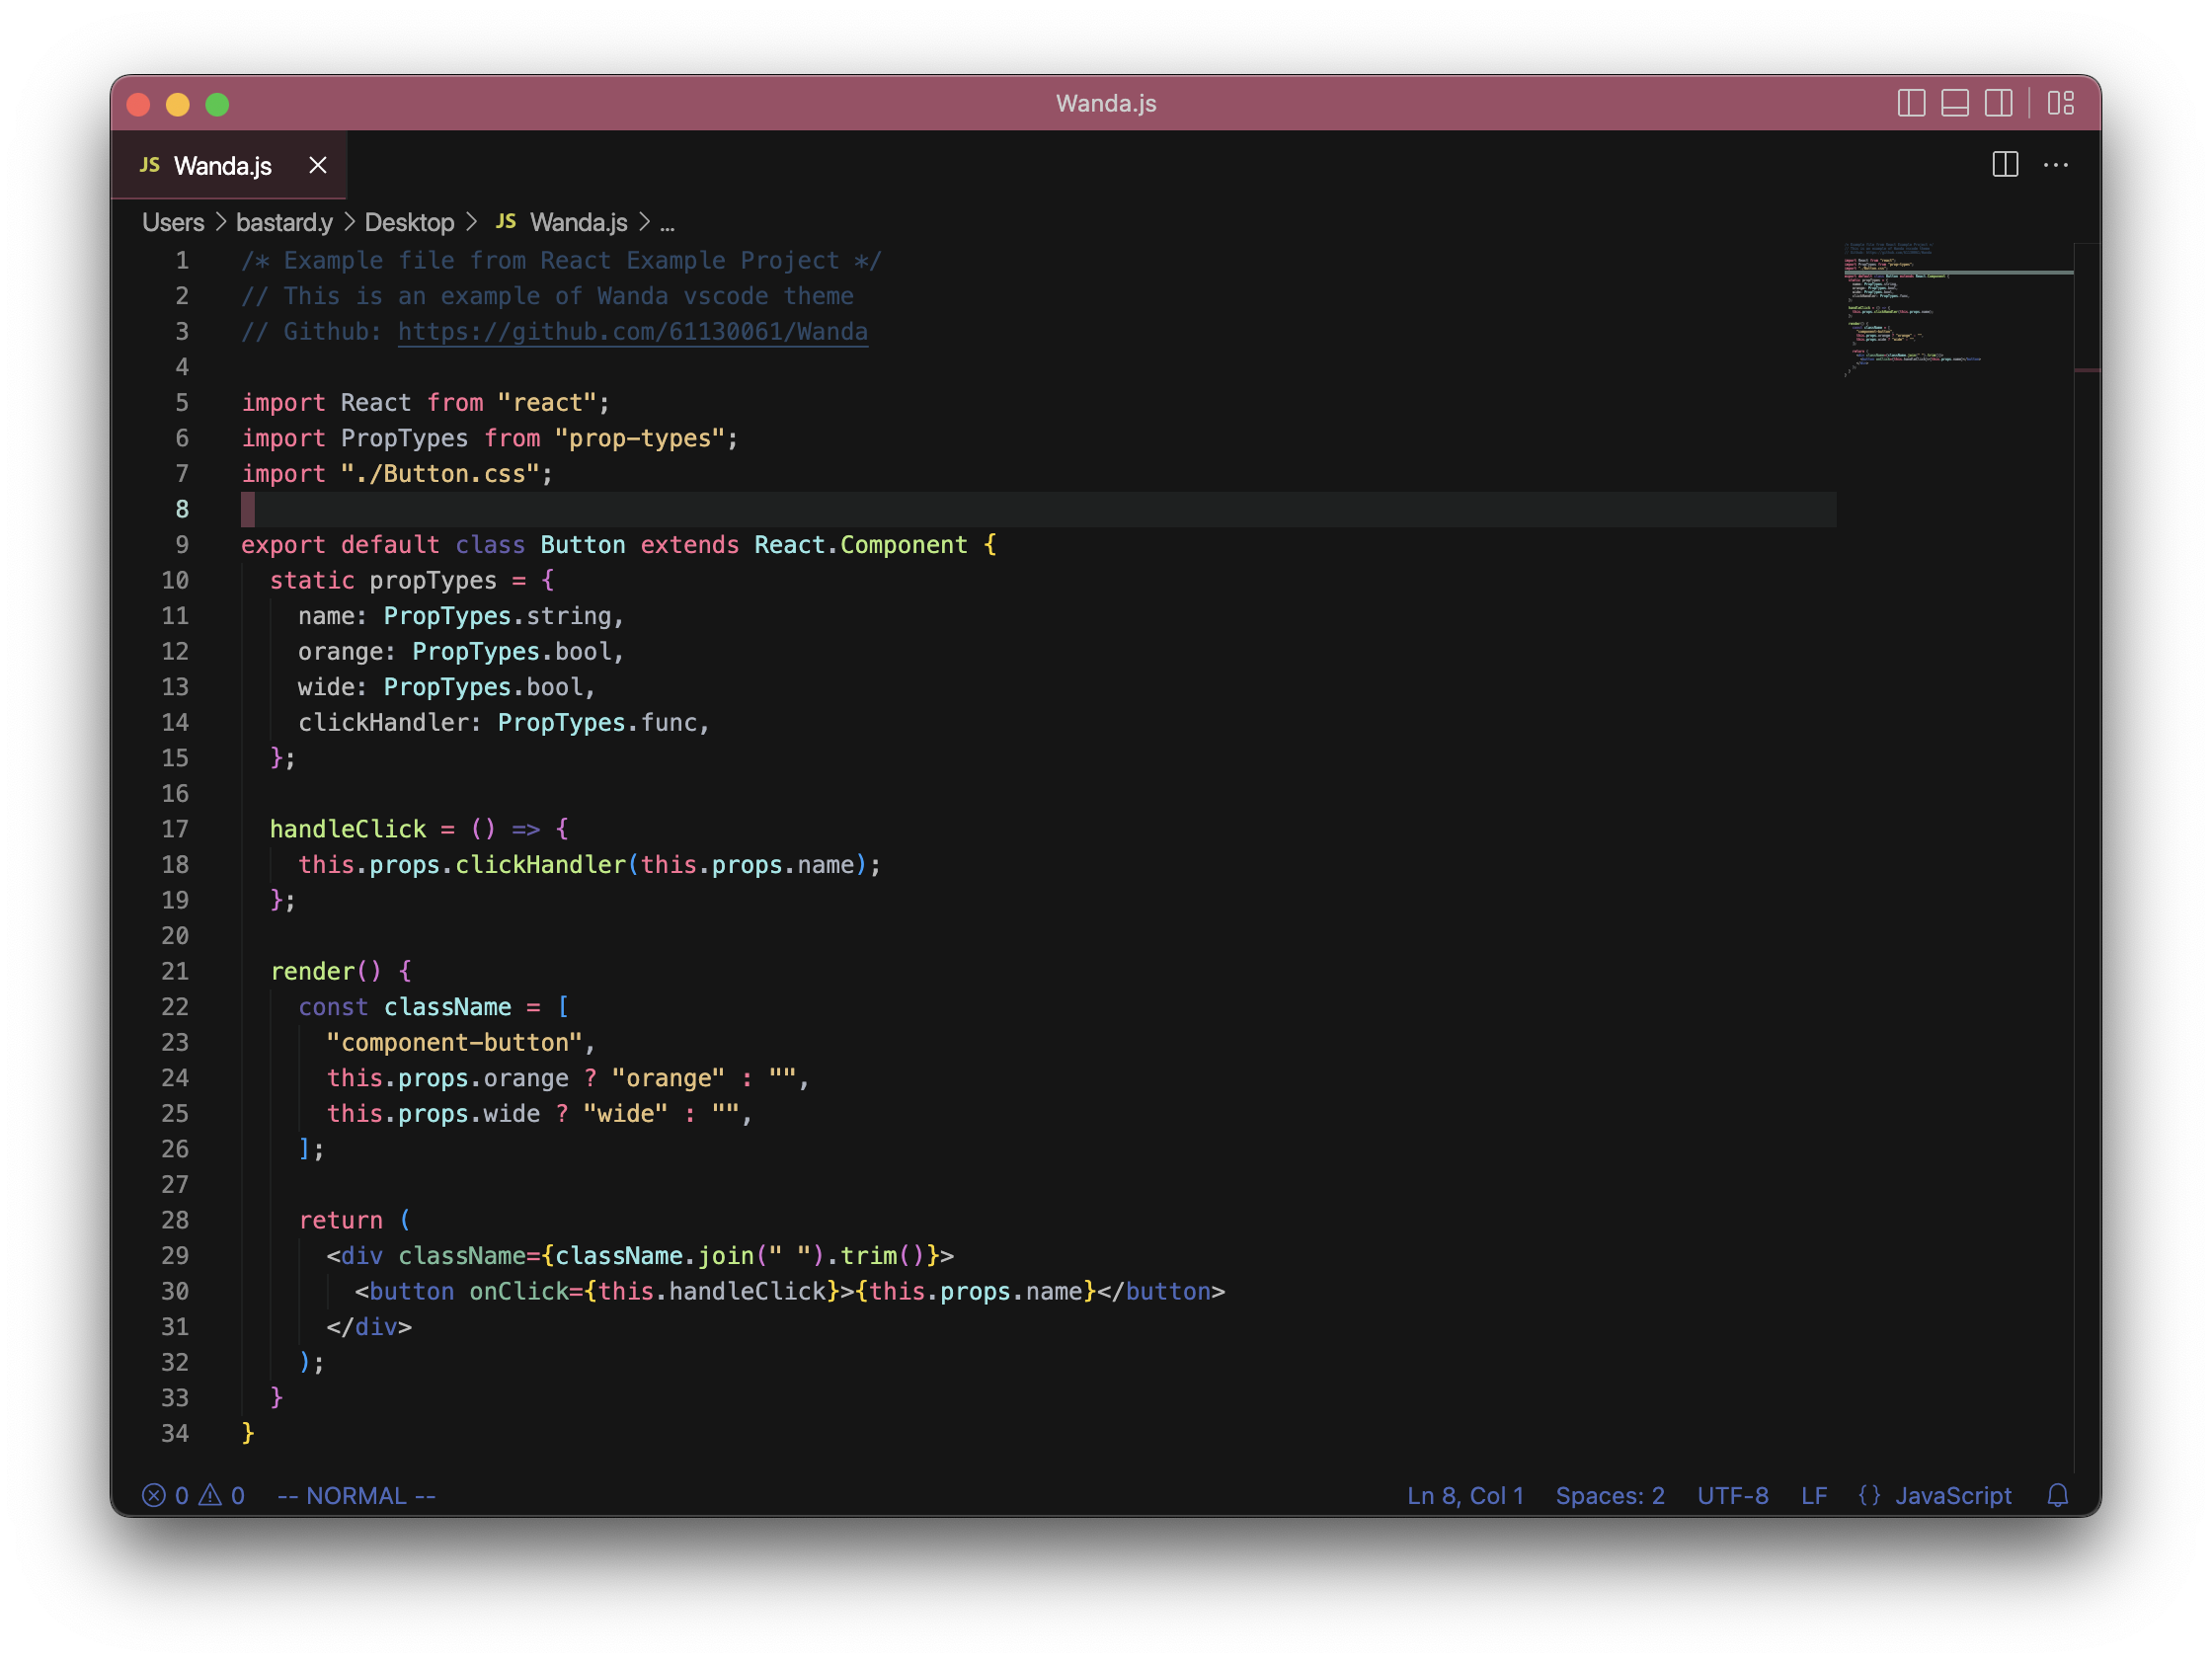 Wanda.js
JS Wanda.js
Users > bastard.y > Desktop > JS Wanda.js > ...
1 /* Example file from React Example Project */
2 // This is an example of Wanda vscode theme
3 // Github: https://github.com/61130061/Wanda
4
5 import React from "react";
6 import PropTypes from "prop-types";
7 import "./Button.css";
8
9 export default class Button extends React.Component {
10   static propTypes = {
11     name: PropTypes.string,
12     orange: PropTypes.bool,
13     wide: PropTypes.bool,
14     clickHandler: PropTypes.func,
15   };
16
17   handleClick = () => {
18     this.props.clickHandler(this.props.name);
19   };
20
21   render() {
22     const className = [
23       "component-button",
24       this.props.orange ? "orange" : "",
25       this.props.wide ? "wide" : "",
26     ];
27
28     return (
29       <div className={className.join(" ").trim()}>
30         <button onClick={this.handleClick}>{this.props.name}</button>
31       </div>
32     );
33   }
34 }
0 0 -- NORMAL -- Ln 8, Col 1 Spaces: 2 UTF-8 LF {} JavaScript